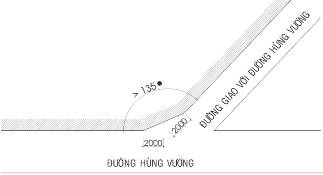 > 135°
ĐƯỜNG GIAO VỚI ĐƯỜNG HÙNG VƯƠNG
2000
2000
ĐƯỜNG HÙNG VƯƠNG